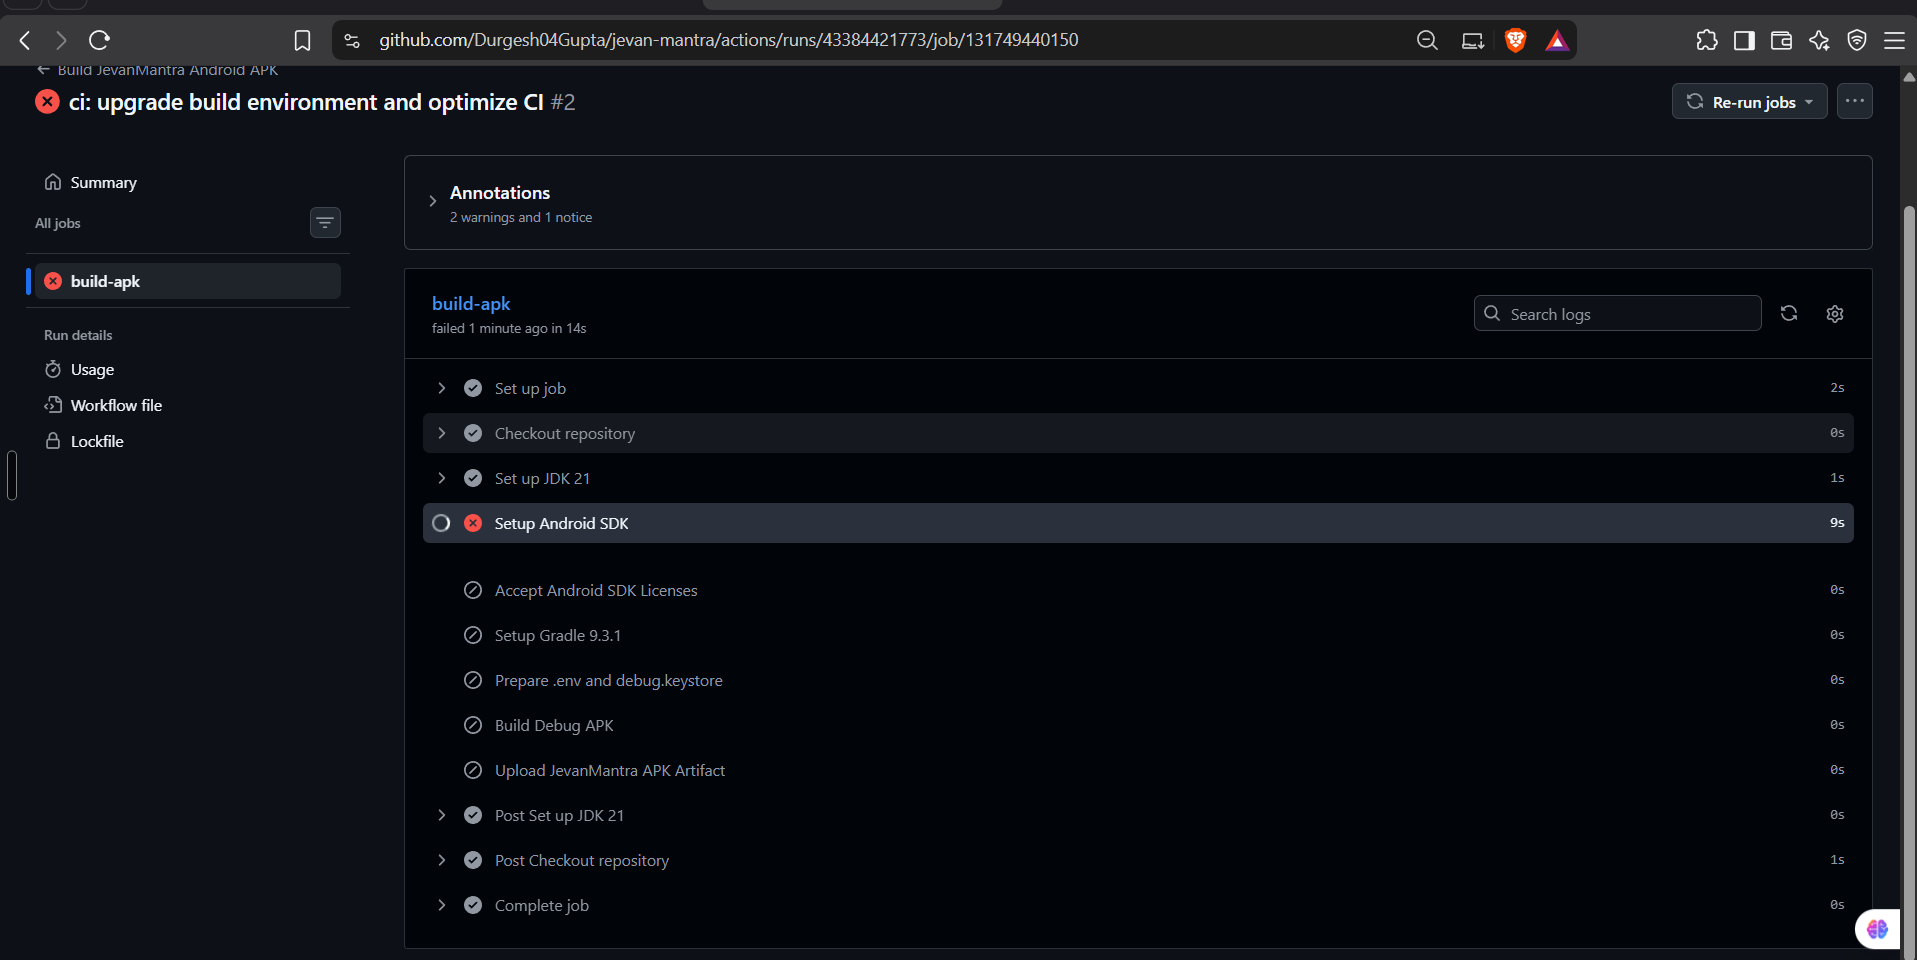 github.com/Durgesh04Gupta/jevan-mantra/actions/runs/43384421773/job/131749440150
Build JevanMantra Android APK
ci: upgrade build environment and optimize CI #2
Re-run jobs
Summary
All jobs
build-apk
Run details
Usage
Workflow file
Lockfile
Annotations
2 warnings and 1 notice
build-apk
failed 1 minute ago in 14s
Search logs
Set up job 2s
Checkout repository 0s
Set up JDK 21 1s
Setup Android SDK 9s
Accept Android SDK Licenses 0s
Setup Gradle 9.3.1 0s
Prepare .env and debug.keystore 0s
Build Debug APK 0s
Upload JevanMantra APK Artifact 0s
Post Set up JDK 21 0s
Post Checkout repository 1s
Complete job 0s